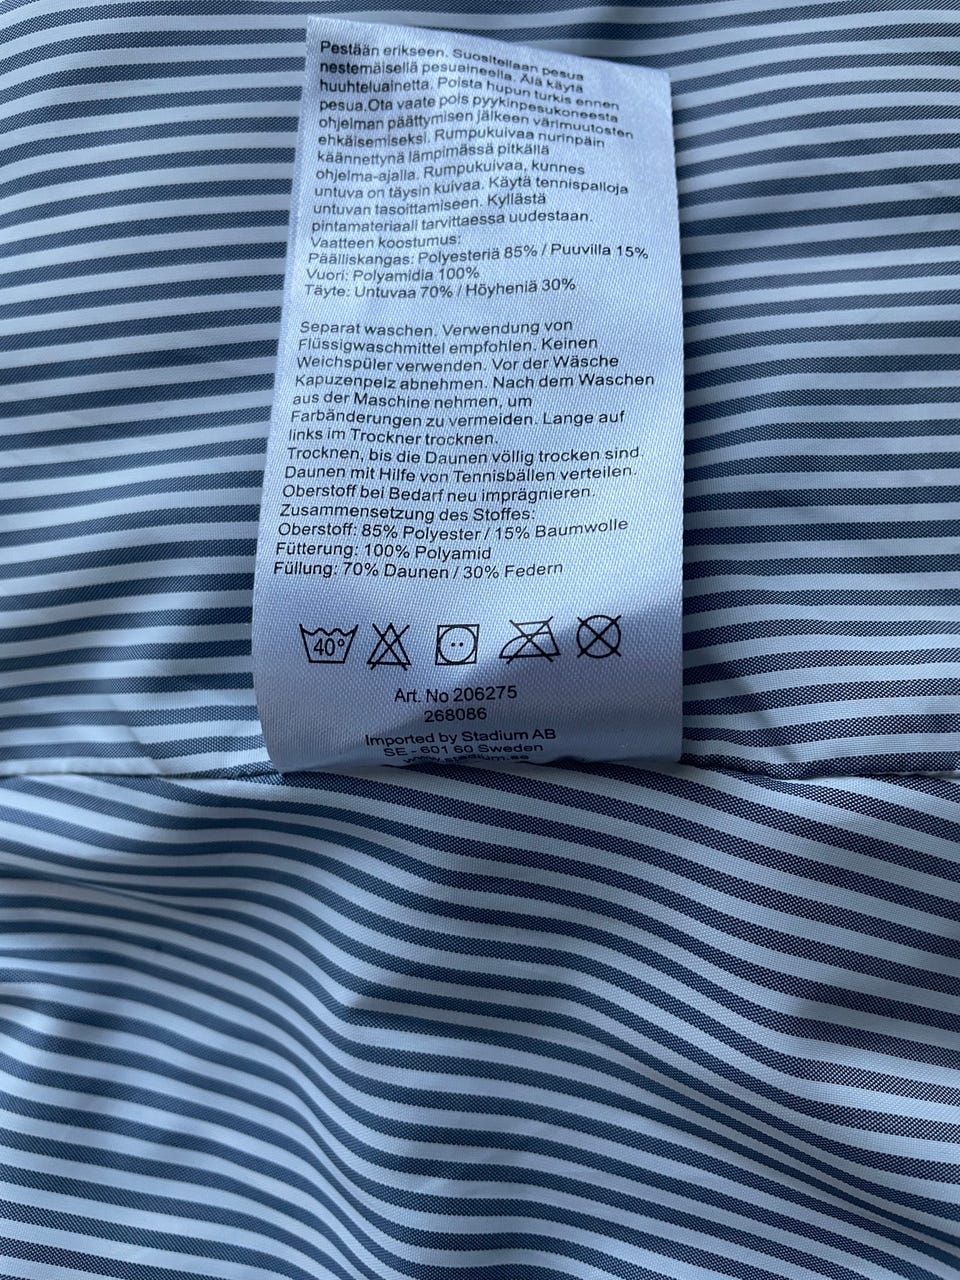 Pestään erikseen. Suositellaan pesua
nestemäisellä pesuaineella. Älä käytä
huuhteluainetta. Poista hupun turkis ennen
pesua.Ota vaate pois pyykinpesukoneesta
ohjelman päättymisen jälkeen värimuutosten
ehkäisemiseksi. Rumpukuivaa nurinpäin
käännettynä lämpimässä pitkällä
ohjelma-ajalla. Rumpukuivaa, kunnes
untuva on täysin kuivaa. Käytä tennispalloja
untuvan tasoittamiseen. Kyllästä
pintamateriaali tarvittaessa uudestaan.
Vaatteen koostumus:
Päälliskangas: Polyesteriä 85% / Puuvilla 15%
Vuori: Polyamidia 100%
Täyte: Untuvaa 70% / Höyheniä 30%
Separat waschen. Verwendung von
Flüssigwaschmittel empfohlen. Keinen
Weichspüler verwenden. Vor der Wäsche
Kapuzenpelz abnehmen. Nach dem Waschen
aus der Maschine nehmen, um
Farbänderungen zu vermeiden. Lange auf
links im Trockner trocknen.
Trocknen, bis die Daunen völlig trocken sind.
Daunen mit Hilfe von Tennisbällen verteilen.
Oberstoff bei Bedarf neu imprägnieren.
Zusammensetzung des Stoffes:
Oberstoff: 85% Polyester / 15% Baumwolle
Fütterung: 100% Polyamid
Füllung: 70% Daunen / 30% Federn
40°
Art. No 206275
268086
Imported by Stadium AB
SE - 601 60 Sweden
www.stadium.se